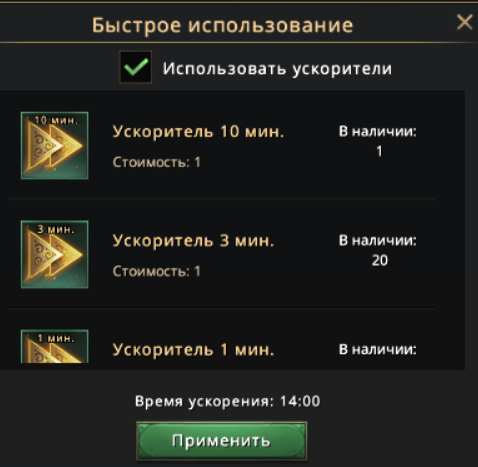 Быстрое использование
Использовать ускорители
10 мин.
Ускоритель 10 мин.
Стоимость: 1
В наличии:
1
3 мин.
Ускоритель 3 мин.
Стоимость: 1
В наличии:
20
1 мин.
Ускоритель 1 мин.
В наличии:
Время ускорения: 14:00
Применить